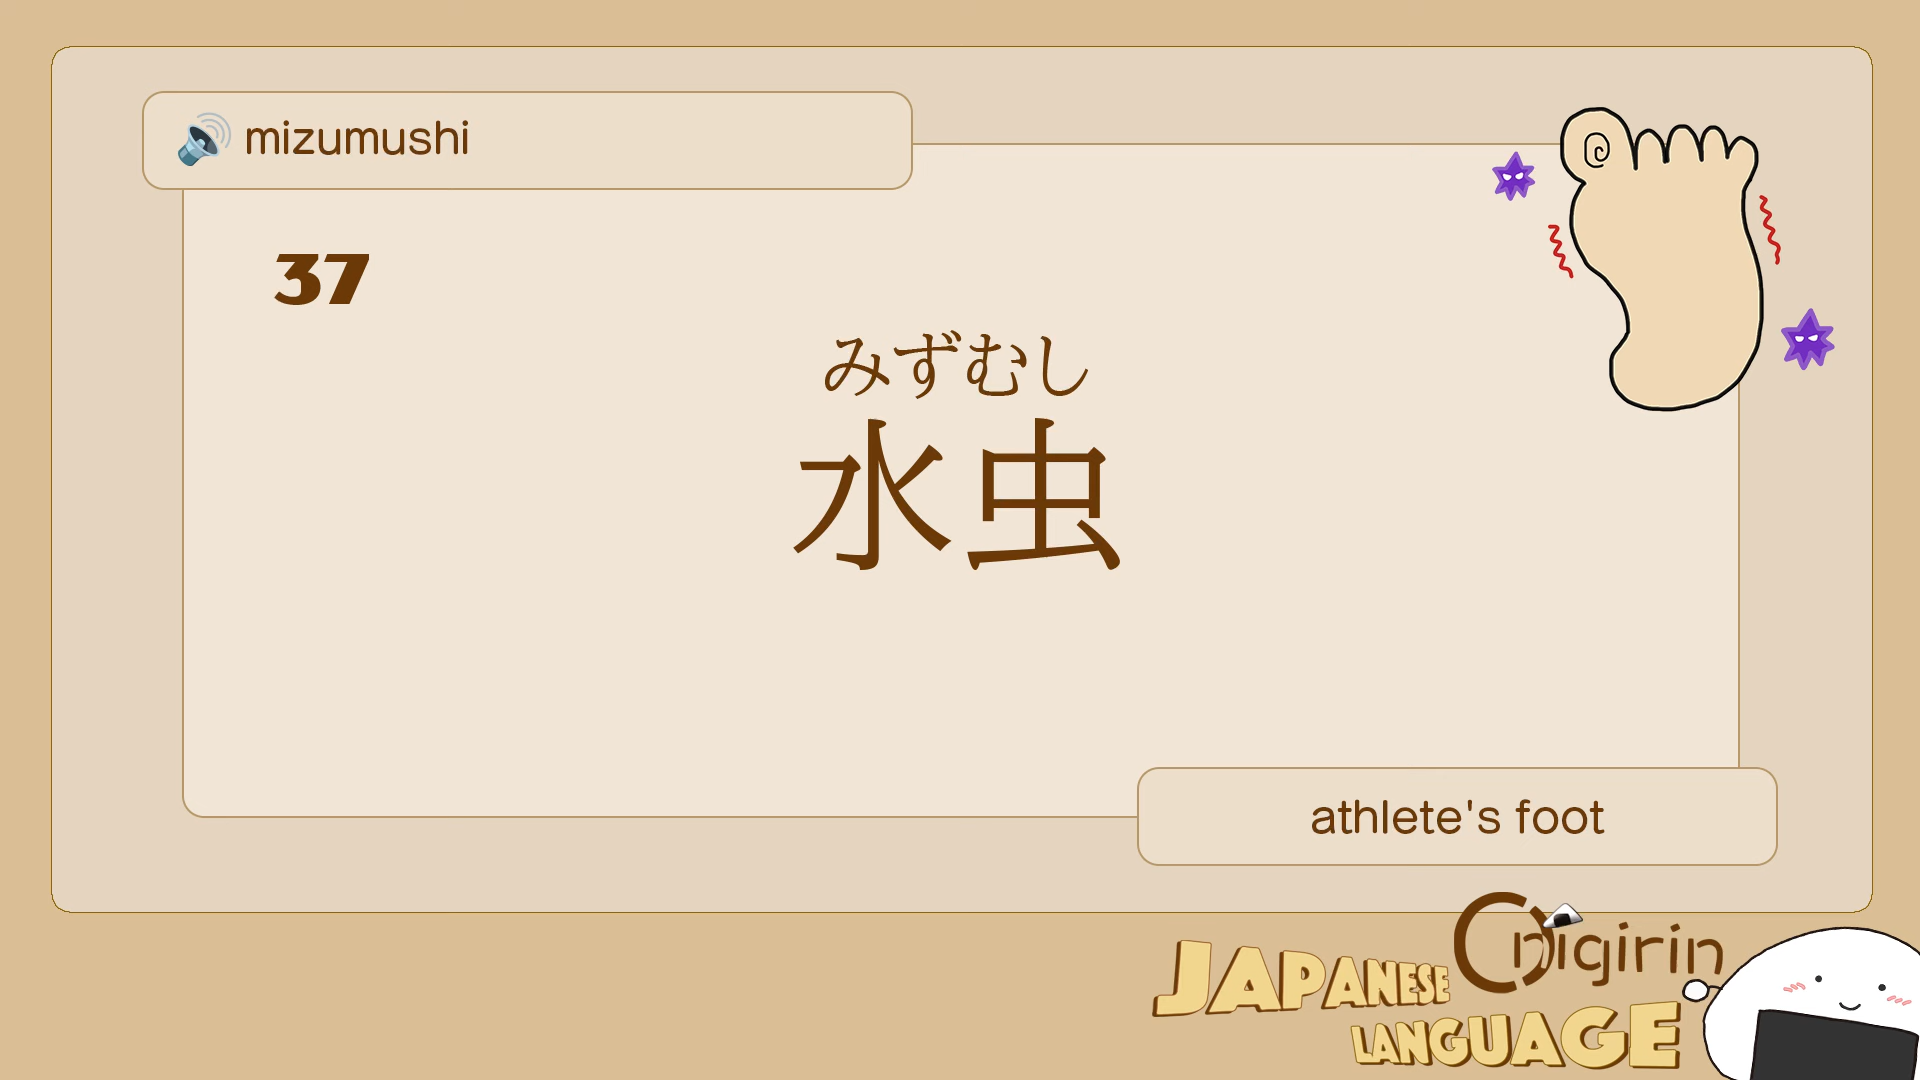 mizumushi
37
みずむし
水虫
athlete's foot
Onigirin
JAPANESE
LANGUAGE